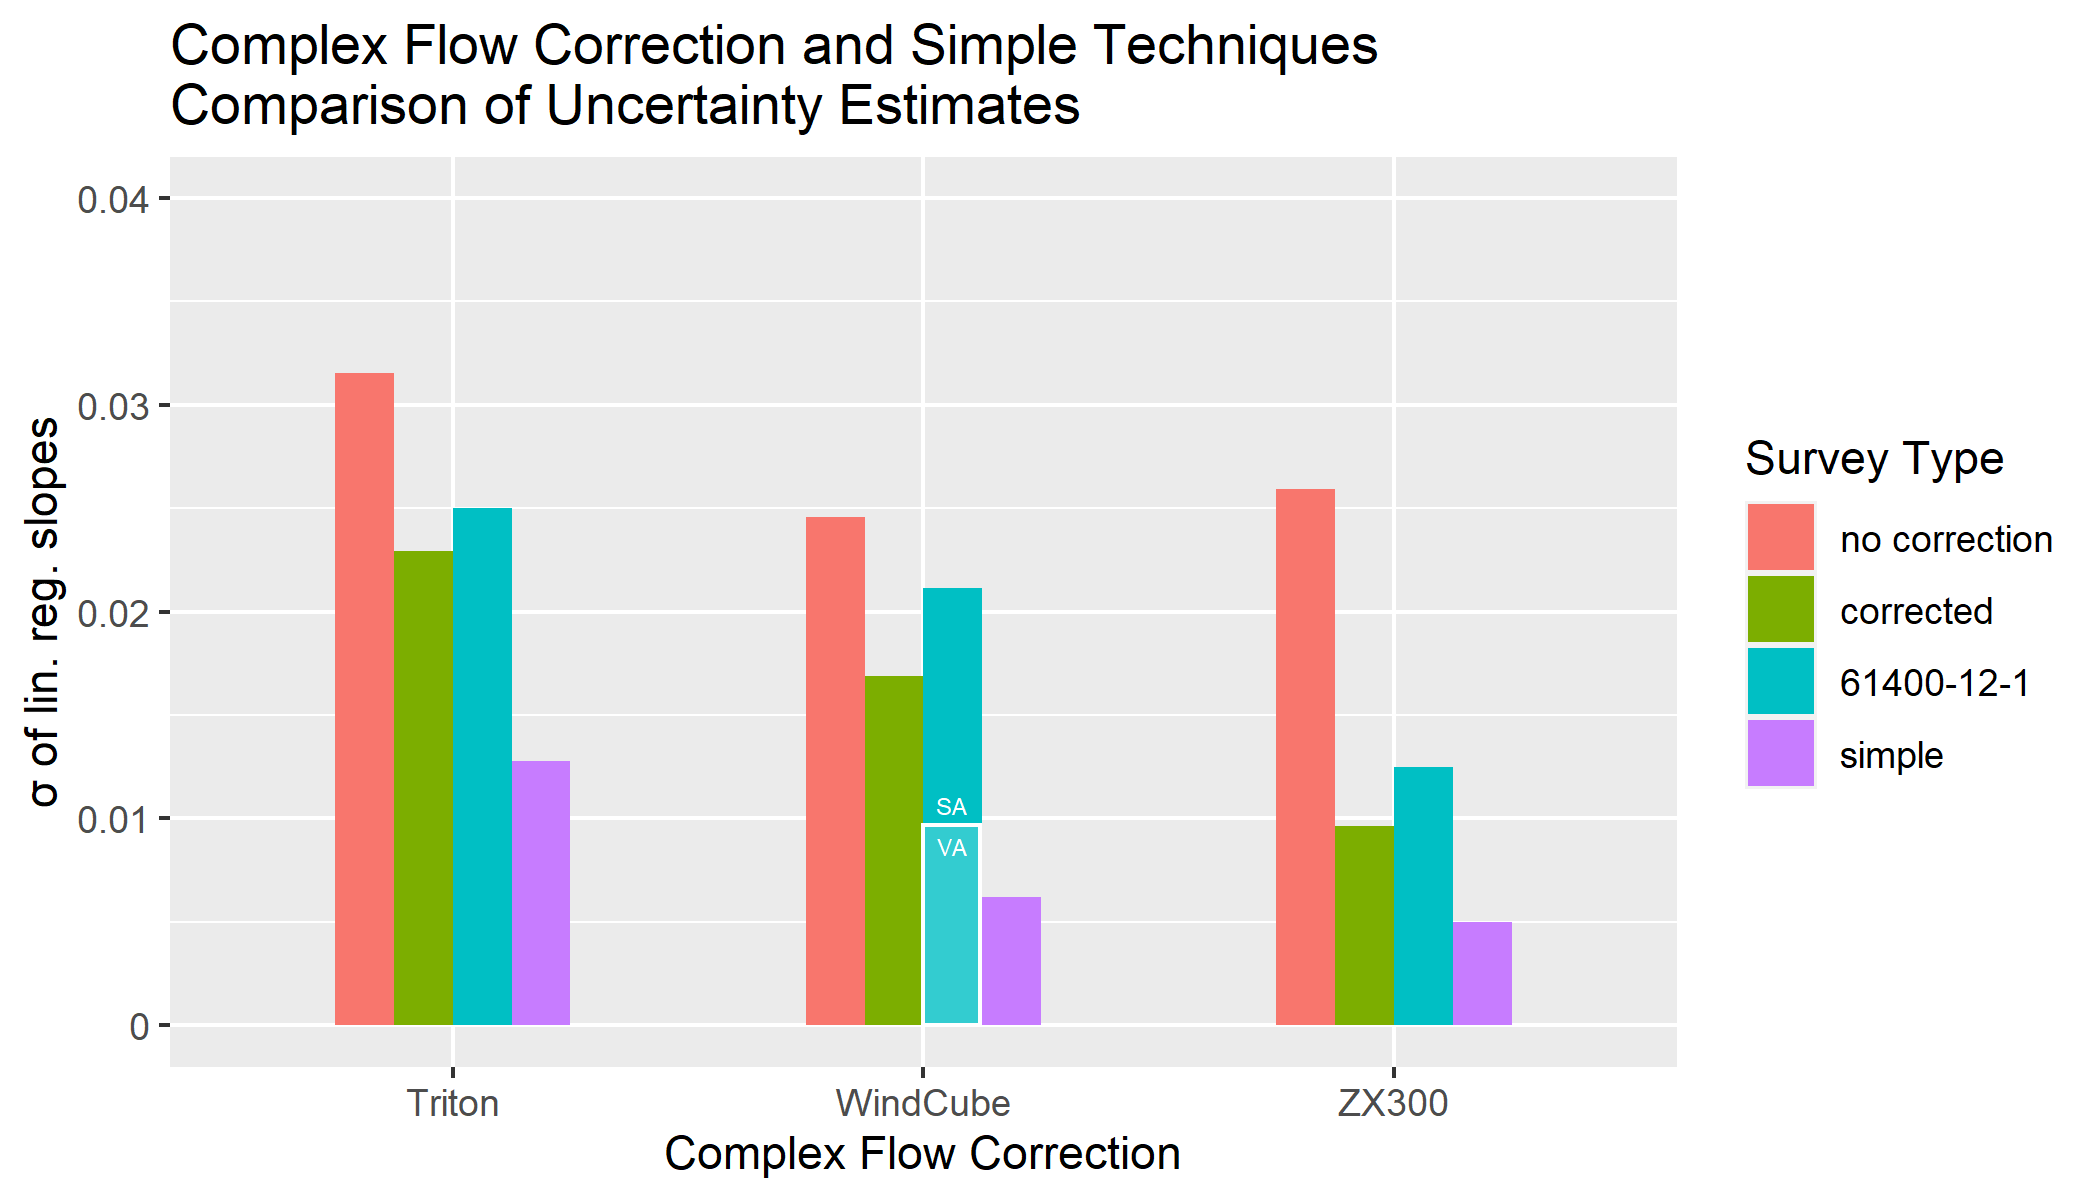 Complex Flow Correction and Simple Techniques
Comparison of Uncertainty Estimates
σ of lin. reg. slopes
0.04
0.03
0.02
0.01
0
SA
VA
Triton
WindCube
ZX300
Complex Flow Correction
Survey Type
no correction
corrected
61400-12-1
simple